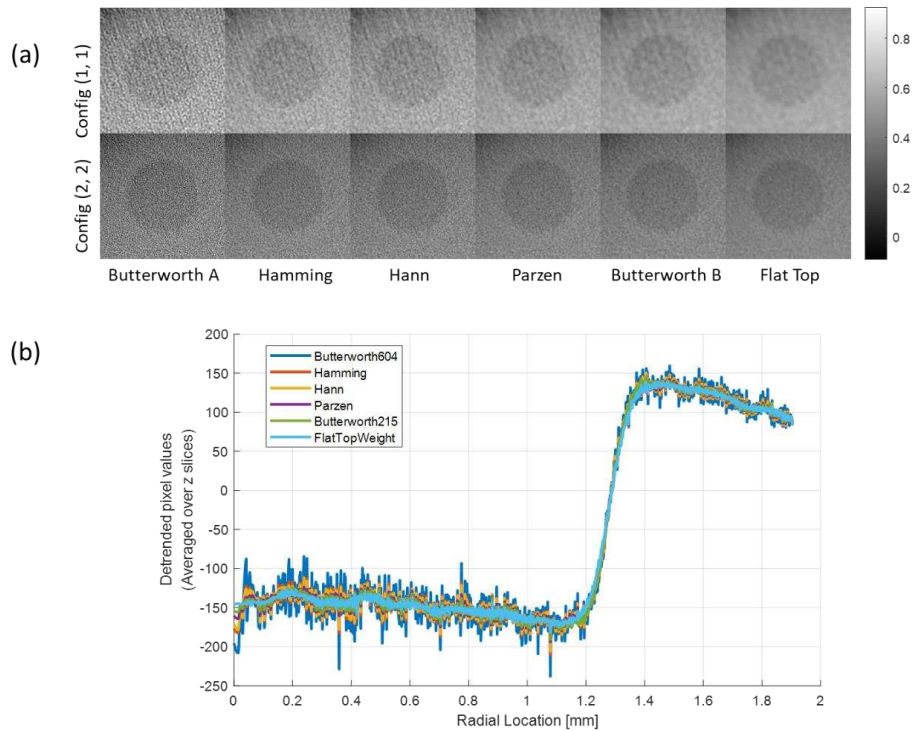 (a)
Config (1, 1)
Config (2, 2)
Butterworth A
Hamming
Hann
Parzen
Butterworth B
Flat Top
0.8
0.6
0.4
0.2
0
(b)
Detrended pixel values
(Averaged over z slices)
200
150
100
50
0
-50
-100
-150
-200
-250
Butterworth604
Hamming
Hann
Parzen
Butterworth215
FlatTopWeight
0
0.2
0.4
0.6
0.8
1
1.2
1.4
1.6
1.8
2
Radial Location [mm]